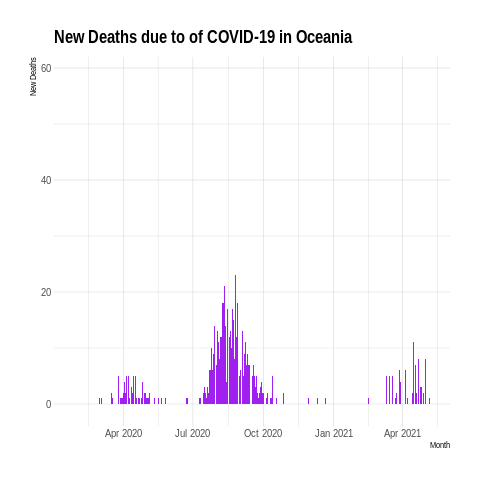 New Deaths due to of COVID-19 in Oceania
New Deaths
60
40
20
0
Apr 2020 Jul 2020 Oct 2020 Jan 2021 Apr 2021
Month